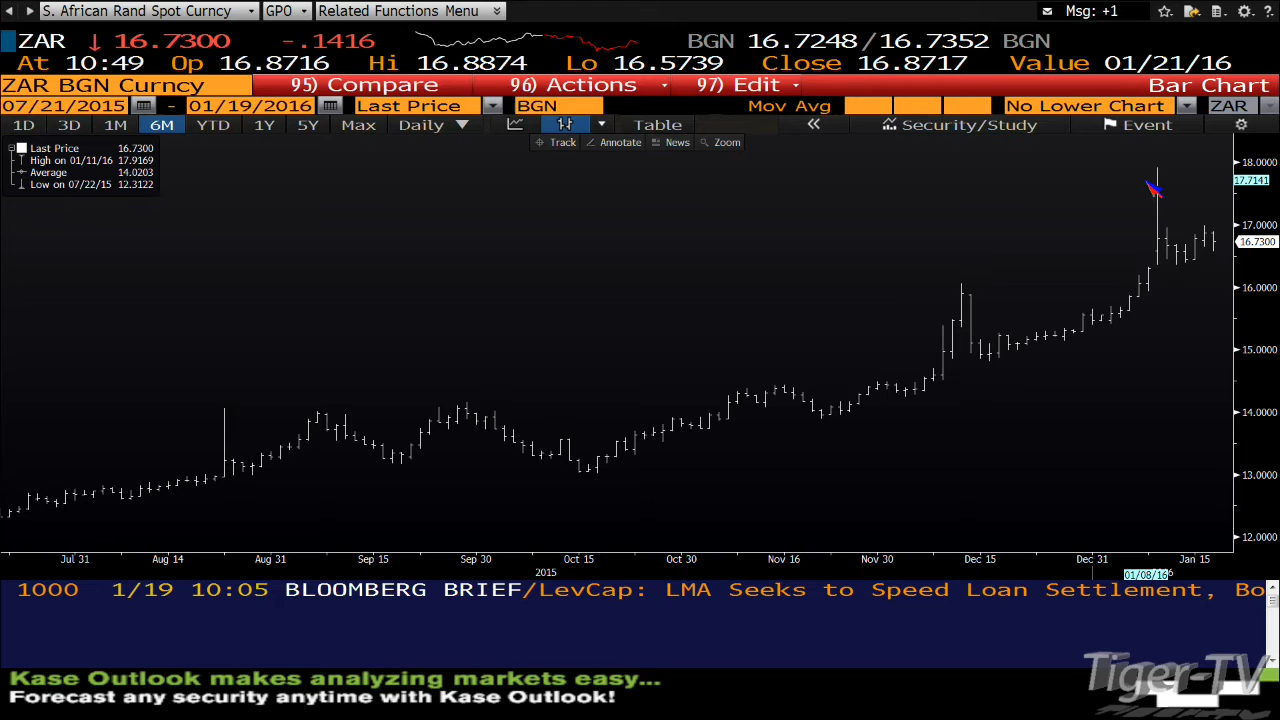 S. African Rand Spot Curncy GPO Related Functions Menu Msg: +1
ZAR ↓ 16.7300 -.1416 BGN 16.7248/16.7352 BGN
At 10:49 Op 16.8716 Hi 16.8874 Lo 16.5739 Close 16.8717 Value 01/21/16
ZAR BGN Curncy 95) Compare 96) Actions 97) Edit Bar Chart
07/21/2015 - 01/19/2016 Last Price BGN Mov Avg No Lower Chart ZAR
1D 3D 1M 6M YTD 1Y 5Y Max Daily Table « Security/Study Event
Track Annotate News Zoom
Last Price 16.7300
High on 01/11/16 17.9169
Average 14.0203
Low on 07/22/15 12.3122
18.0000
17.7141
17.0000
16.7300
16.0000
15.0000
14.0000
13.0000
12.0000
Jul 31 Aug 14 Aug 31 Sep 15 Sep 30 Oct 15 Oct 30 Nov 16 Nov 30 Dec 15 Dec 31 Jan 15
2015 01/08/16
1000 1/19 10:05 BLOOMBERG BRIEF/LevCap: LMA Seeks to Speed Loan Settlement, Bo
Kase Outlook makes analyzing markets easy...
Forecast any security anytime with Kase Outlook!
Tiger-TV